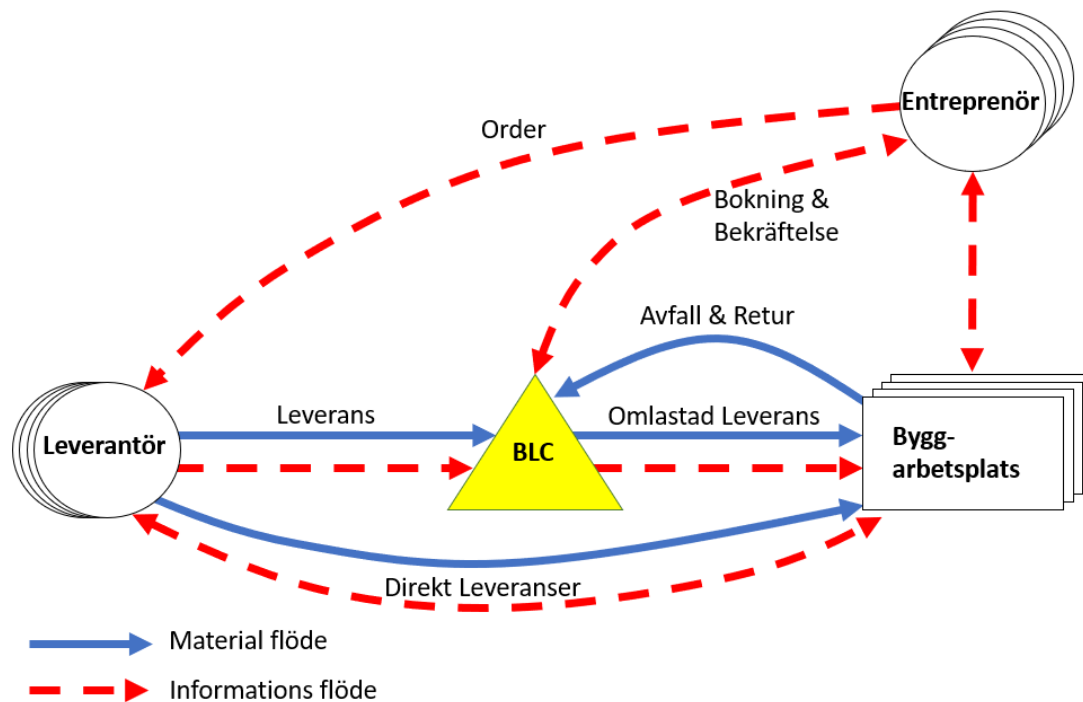 Entreprenör
Order
Bokning &
Bekräftelse
Avfall & Retur
Leverantör
Leverans
BLC
Omlastad Leverans
Bygg-
arbetsplats
Direkt Leveranser
Material flöde
Informations flöde